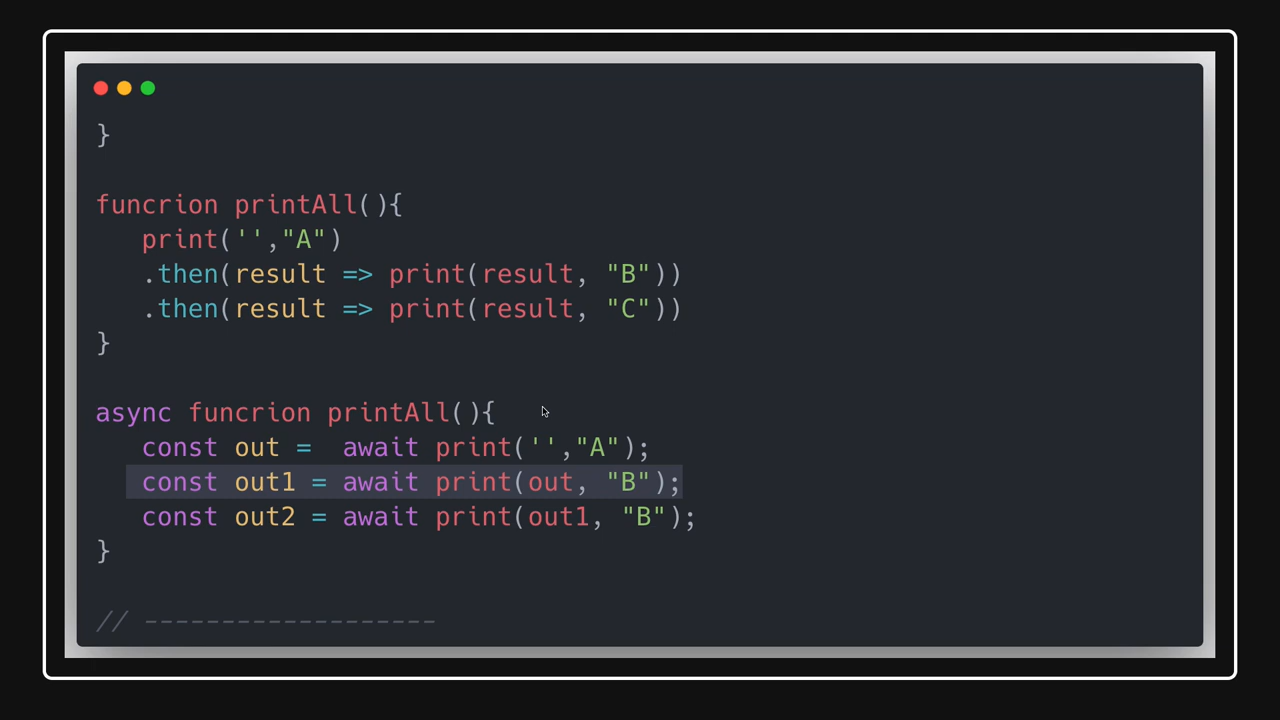 }
funcrion printAll(){
print('',"A")
.then(result => print(result, "B"))
.then(result => print(result, "C"))
}
async funcrion printAll(){
const out =  await print('',"A");
const out1 = await print(out, "B");
const out2 = await print(out1, "B");
}
// -------------------